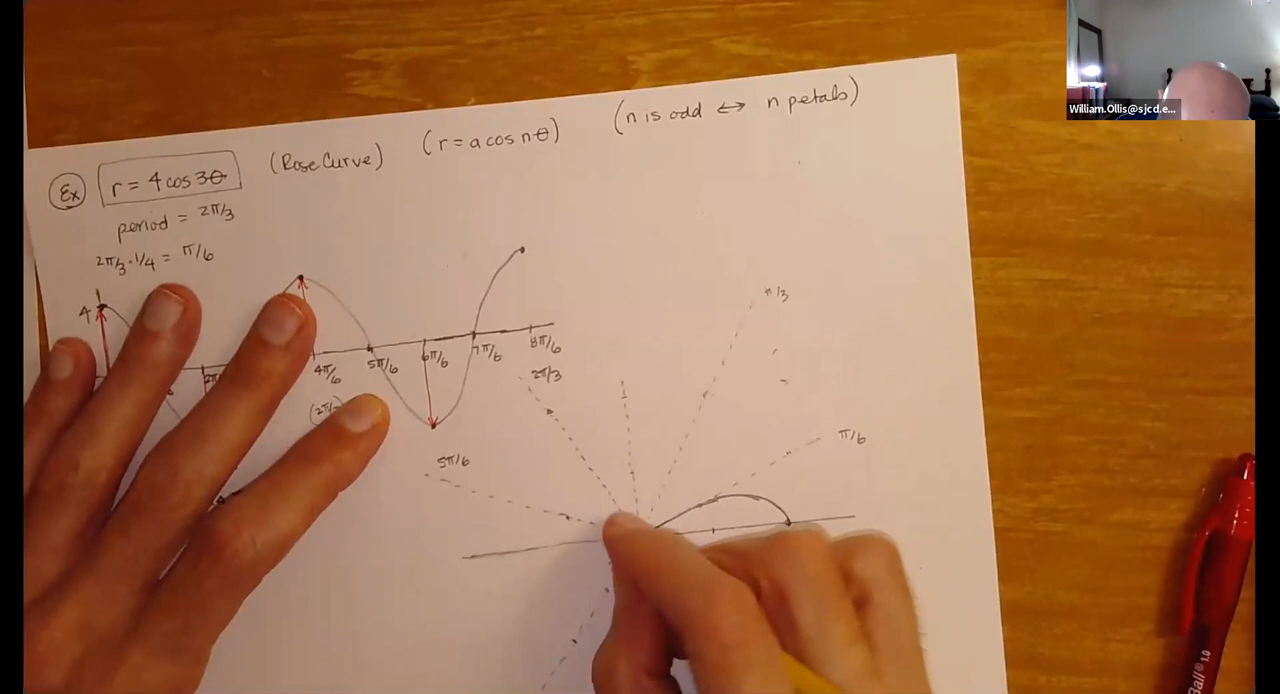 (n is odd ↔ n petals)
(r = a cos nθ)
(Rose Curve)
Ex r = 4 cos 3θ
period = 2π/3
2π/3 · 1/4 = π/6
4
4π/6
5π/6
6π/6
7π/6
8π/6
2π/3
π/3
π/6
5π/6
William.Ollis@sjcd.e...
1.0